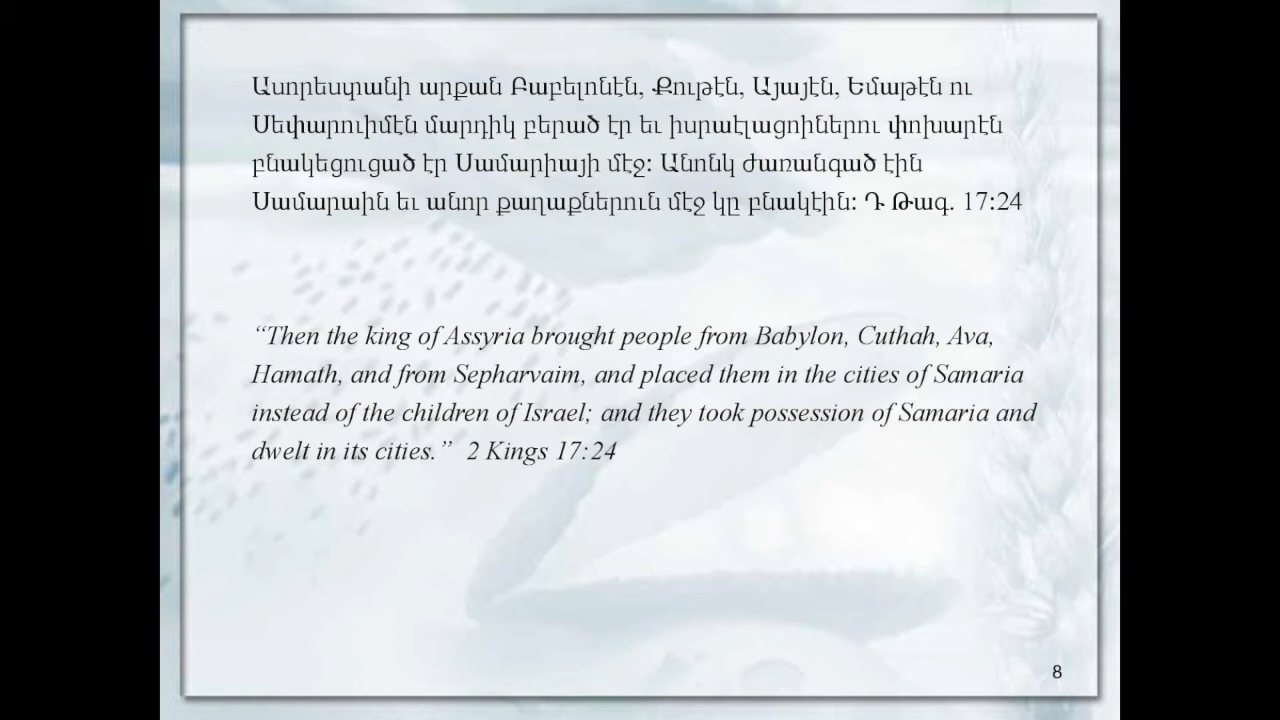 Ասորեստանի արքան Բաբելոնէն, Քութէն, Այայէն, Եմաթէն ու
Սեփարուիմէն մարդիկ բերած էր եւ իսրաէլացոիներու փոխարէն
բնակեցուցած էր Սամարիայի մէջ: Անոնկ ժառանգած էին
Սամարաին եւ անոր քաղաքներուն մէջ կը բնակէին: Դ Թագ. 17:24
“Then the king of Assyria brought people from Babylon, Cuthah, Ava,
Hamath, and from Sepharvaim, and placed them in the cities of Samaria
instead of the children of Israel; and they took possession of Samaria and
dwelt in its cities.” 2 Kings 17:24
8